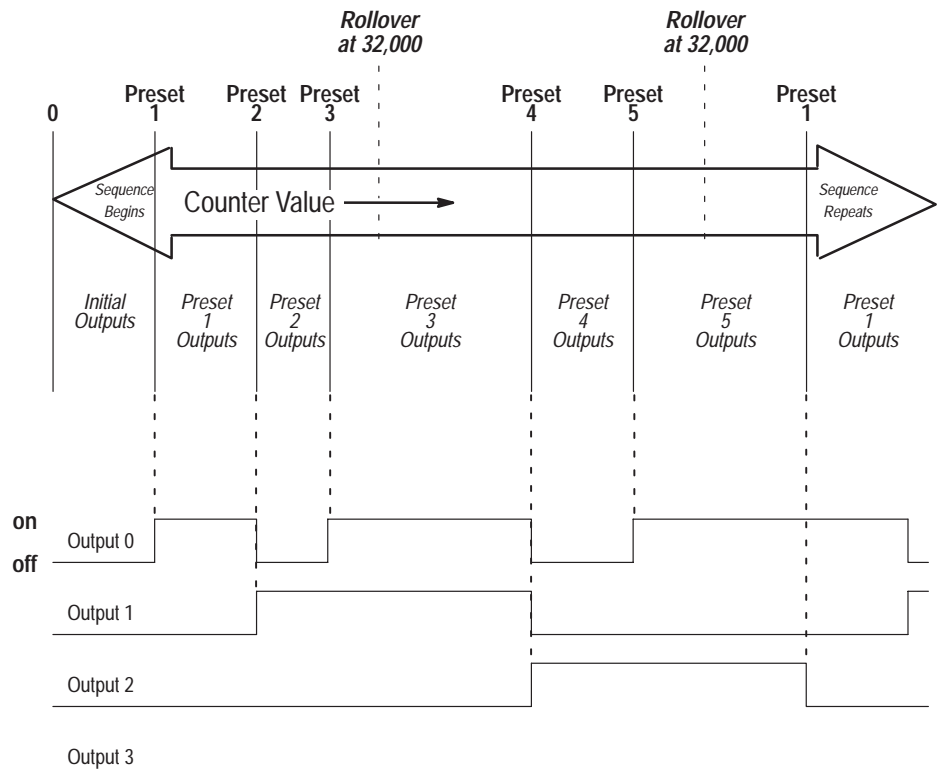 Rollover
at 32,000
Rollover
at 32,000
0
Preset
1
Preset
2
Preset
3
Preset
4
Preset
5
Preset
1
Sequence
Begins
Counter Value
Sequence
Repeats
Initial
Outputs
Preset
1
Outputs
Preset
2
Outputs
Preset
3
Outputs
Preset
4
Outputs
Preset
5
Outputs
Preset
1
Outputs
on
Output 0
off
Output 1
Output 2
Output 3